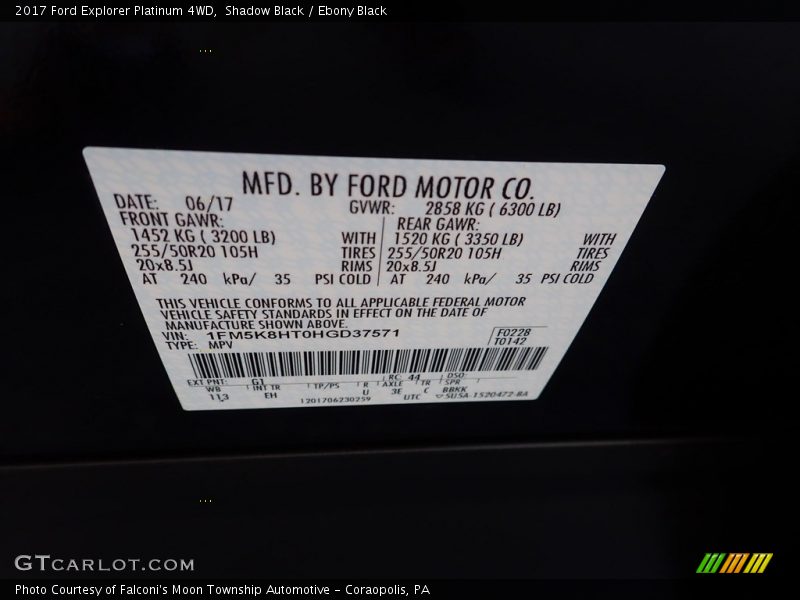 2017 Ford Explorer Platinum 4WD, Shadow Black / Ebony Black
MFD. BY FORD MOTOR CO.
DATE: 06/17 GVWR: 2858 KG ( 6300 LB)
FRONT GAWR: REAR GAWR:
1452 KG ( 3200 LB) WITH 1520 KG ( 3350 LB) WITH
255/50R20 105H TIRES 255/50R20 105H TIRES
20x8.5J RIMS 20x8.5J RIMS
AT 240 kPa/ 35 PSI COLD AT 240 kPa/ 35 PSI COLD
THIS VEHICLE CONFORMS TO ALL APPLICABLE FEDERAL MOTOR
VEHICLE SAFETY STANDARDS IN EFFECT ON THE DATE OF
MANUFACTURE SHOWN ABOVE.
VIN: 1FM5K8HT0HGD37571 F0228
TYPE: MPV T0142
EXT PNT: G1 RC: 44 DSO:
WB INT TR TP/PS R AXLE TR SPR
113 EH U 3E C BBKK
1201706230259 UTC ▽5U5A-1520472-BA
GTCARLOT.COM
Photo Courtesy of Falconi's Moon Township Automotive - Coraopolis, PA